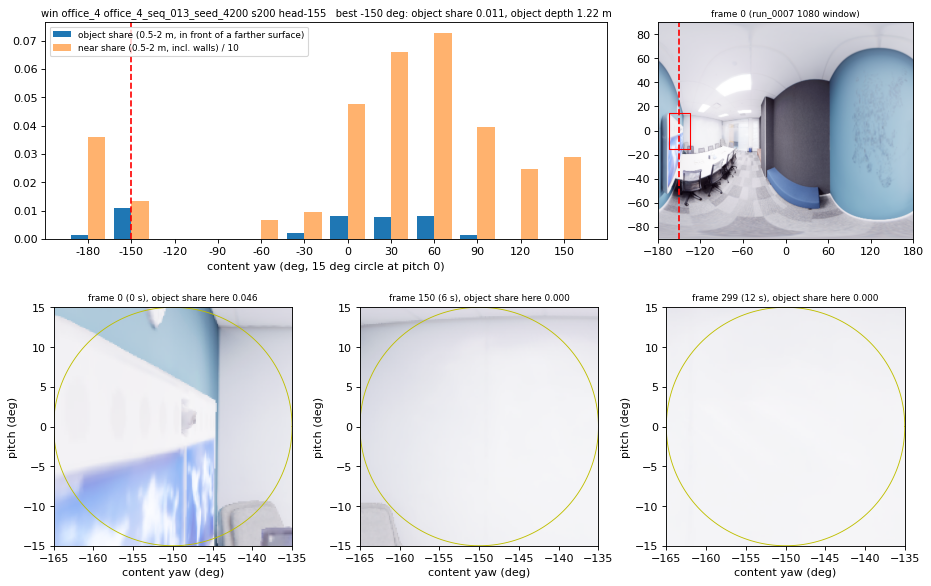 win office_4 office_4_seq_013_seed_4200 s200 head-155   best -150 deg: object share 0.011, object depth 1.22 m
0.07
0.06
0.05
0.04
0.03
0.02
0.01
0.00
object share (0.5-2 m, in front of a farther surface)
near share (0.5-2 m, incl. walls) / 10
-180 -150 -120 -90 -60 -30 0 30 60 90 120 150
content yaw (deg, 15 deg circle at pitch 0)
frame 0 (run_0007 1080 window)
80
60
40
20
0
−20
−40
−60
−80
−180 −120 −60 0 60 120 180
frame 0 (0 s), object share here 0.046
15
10
5
0
−5
−10
−15
pitch (deg)
−165 −160 −155 −150 −145 −140 −135
content yaw (deg)
frame 150 (6 s), object share here 0.000
15
10
5
0
−5
−10
−15
pitch (deg)
−165 −160 −155 −150 −145 −140 −135
content yaw (deg)
frame 299 (12 s), object share here 0.000
15
10
5
0
−5
−10
−15
pitch (deg)
−165 −160 −155 −150 −145 −140 −135
content yaw (deg)